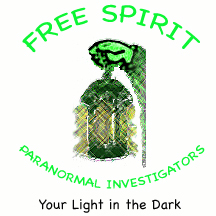 FREE SPIRIT
PARANORMAL INVESTIGATORS
Your Light in the Dark